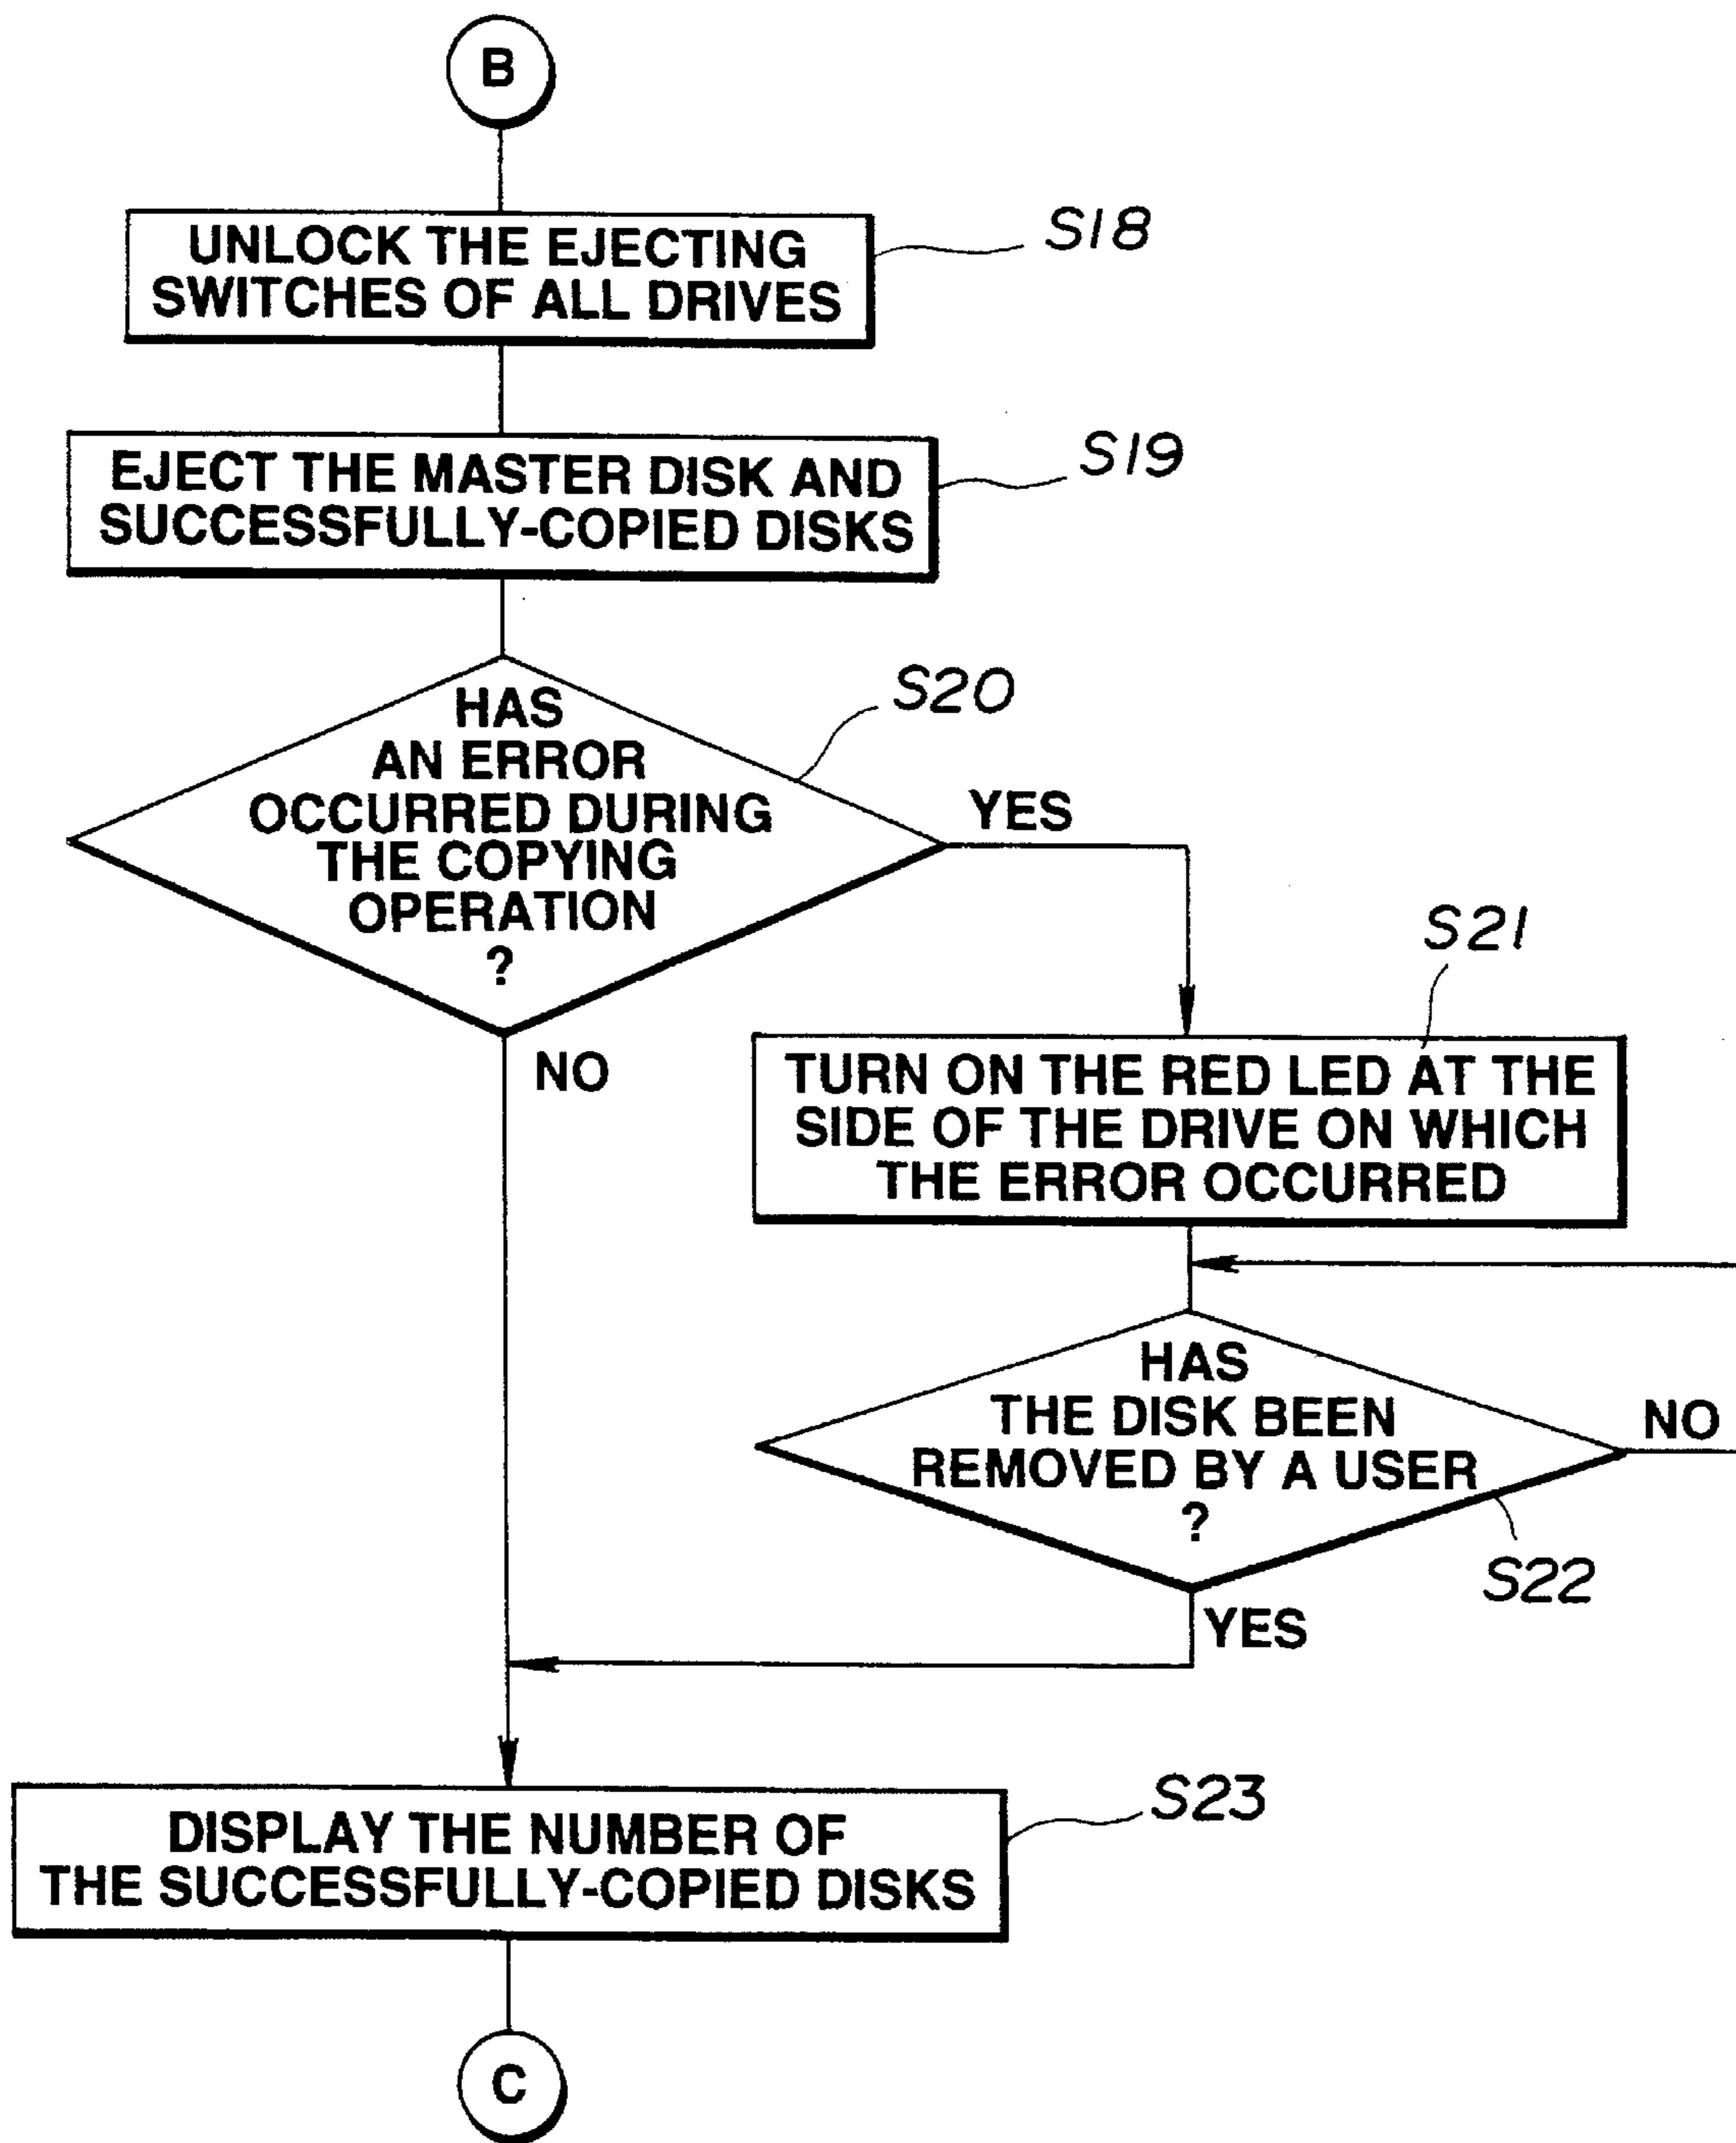 B
UNLOCK THE EJECTING
SWITCHES OF ALL DRIVES
S18
EJECT THE MASTER DISK AND
SUCCESSFULLY-COPIED DISKS
S19
HAS
AN ERROR
OCCURRED DURING
THE COPYING
OPERATION
?
S20
YES
NO
S21
TURN ON THE RED LED AT THE
SIDE OF THE DRIVE ON WHICH
THE ERROR OCCURRED
HAS
THE DISK BEEN
REMOVED BY A USER
?
NO
S22
YES
DISPLAY THE NUMBER OF
THE SUCCESSFULLY-COPIED DISKS
S23
C